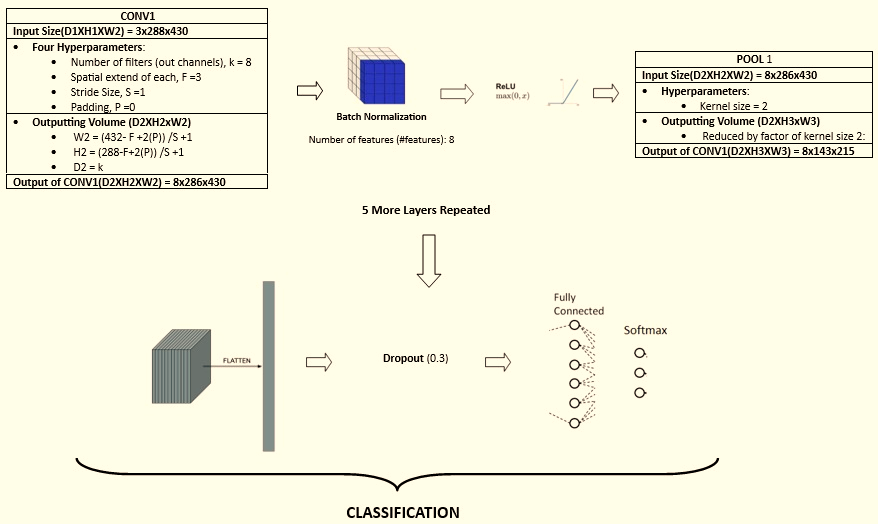 CONV1
Input Size(D1XH1XW2) = 3x288x430
• Four Hyperparameters:
• Number of filters (out channels), k = 8
• Spatial extend of each, F =3
• Stride Size, S =1
• Padding, P =0
• Outputting Volume (D2XH2xW2)
• W2 = (432- F +2(P)) /S +1
• H2 = (288-F+2(P)) /S +1
• D2 = k
Output of CONV1(D2XH2XW2) = 8x286x430
Batch Normalization
Number of features (#features): 8
ReLU
max(0, x)
POOL 1
Input Size(D2XH2XW2) = 8x286x430
• Hyperparameters:
• Kernel size = 2
• Outputting Volume (D2XH3xW3)
• Reduced by factor of kernel size 2:
Output of CONV1(D2XH3XW3) = 8x143x215
5 More Layers Repeated
FLATTEN
Dropout (0.3)
Fully
Connected
Softmax
CLASSIFICATION